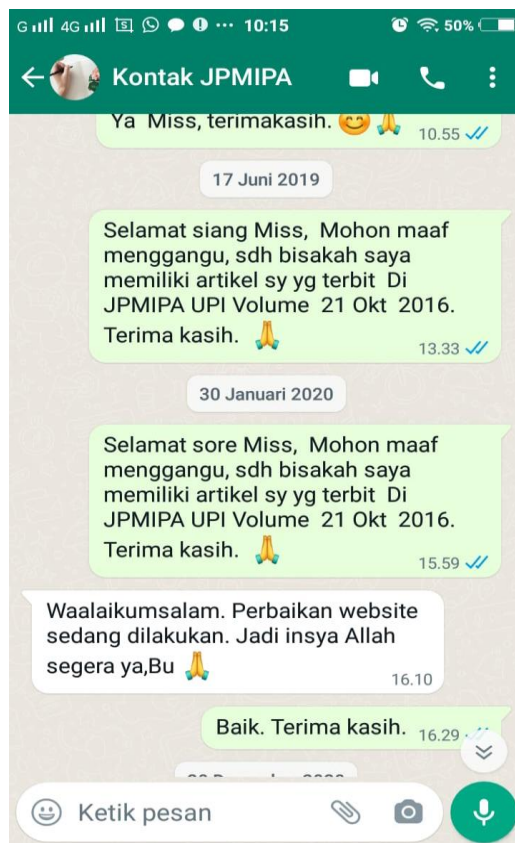 G 4G 10:15 50%
Kontak JPMIPA
Ya Miss, terimakasih. 😊🙏
10.55
17 Juni 2019
Selamat siang Miss, Mohon maaf
menggangu, sdh bisakah saya
memiliki artikel sy yg terbit Di
JPMIPA UPI Volume 21 Okt 2016.
Terima kasih. 🙏
13.33
30 Januari 2020
Selamat sore Miss, Mohon maaf
menggangu, sdh bisakah saya
memiliki artikel sy yg terbit Di
JPMIPA UPI Volume 21 Okt 2016.
Terima kasih. 🙏
15.59
Waalaikumsalam. Perbaikan website
sedang dilakukan. Jadi insya Allah
segera ya,Bu 🙏
16.10
Baik. Terima kasih. 16.29
Ketik pesan